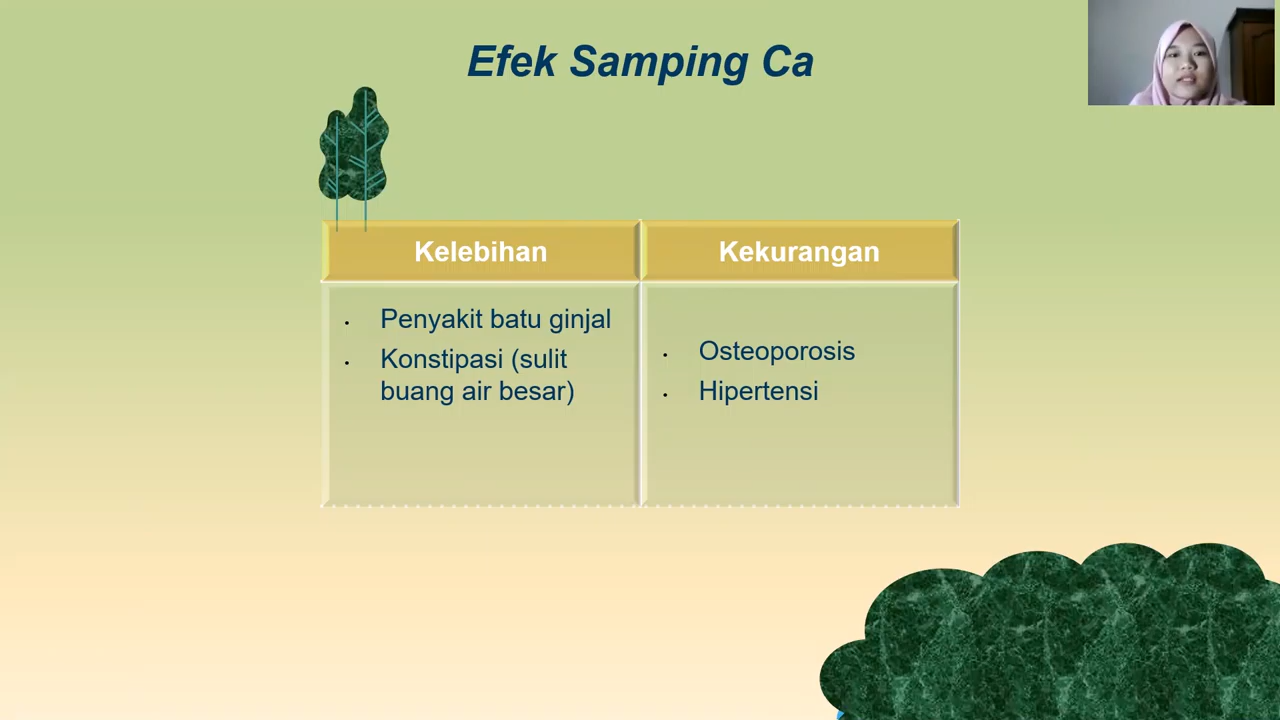 Efek Samping Ca
Kelebihan
Penyakit batu ginjal
Konstipasi (sulit
buang air besar)
Kekurangan
Osteoporosis
Hipertensi